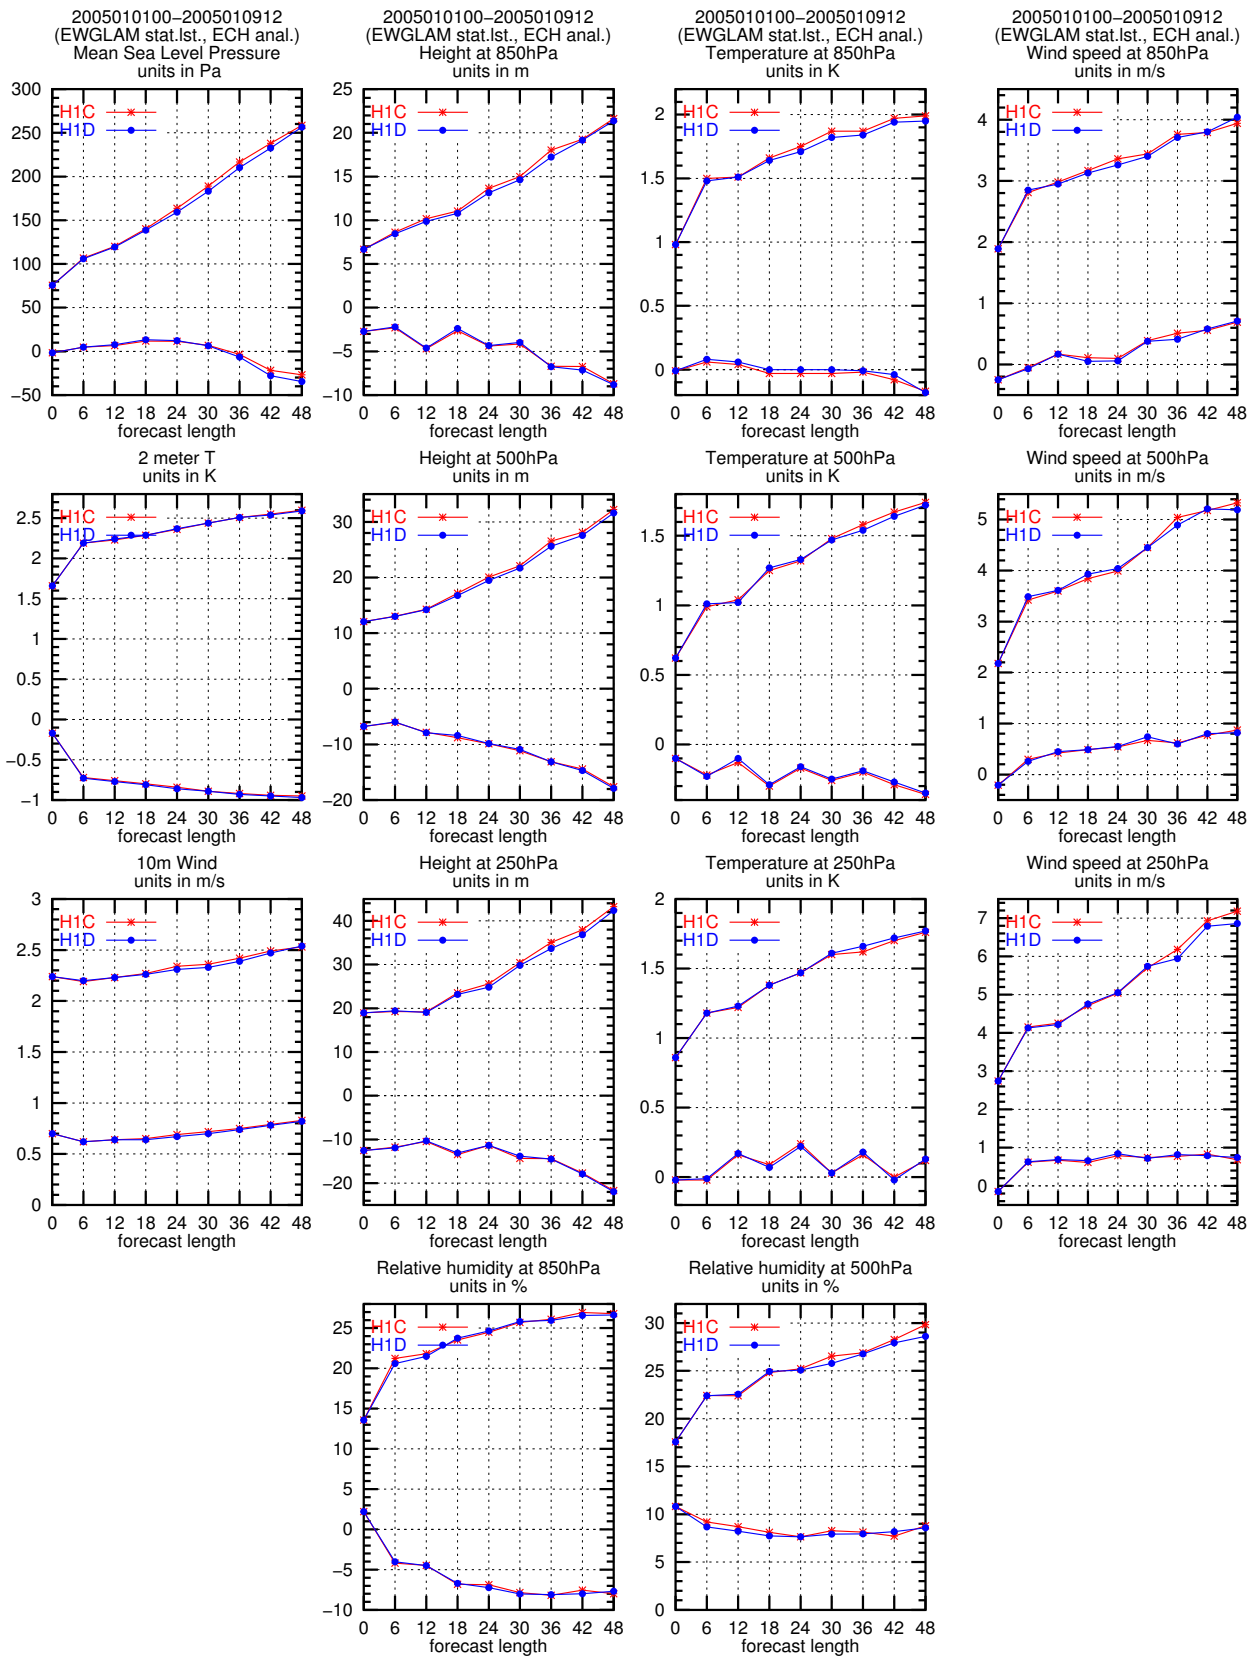 2005010100−2005010912
(EWGLAM stat.lst., ECH anal.)
Mean Sea Level Pressure
units in Pa
H1C
H1D
300
250
200
150
100
50
0
−50
0 6 12 18 24 30 36 42 48
forecast length
2005010100−2005010912
(EWGLAM stat.lst., ECH anal.)
Height at 850hPa
units in m
H1C
H1D
25
20
15
10
5
0
−5
−10
0 6 12 18 24 30 36 42 48
forecast length
2005010100−2005010912
(EWGLAM stat.lst., ECH anal.)
Temperature at 850hPa
units in K
H1C
H1D
2
1.5
1
0.5
0
0 6 12 18 24 30 36 42 48
forecast length
2005010100−2005010912
(EWGLAM stat.lst., ECH anal.)
Wind speed at 850hPa
units in m/s
H1C
H1D
4
3
2
1
0
0 6 12 18 24 30 36 42 48
forecast length
2 meter T
units in K
H1C
H1D
2.5
2
1.5
1
0.5
0
−0.5
−1
0 6 12 18 24 30 36 42 48
forecast length
Height at 500hPa
units in m
H1C
H1D
30
20
10
0
−10
−20
0 6 12 18 24 30 36 42 48
forecast length
Temperature at 500hPa
units in K
H1C
H1D
1.5
1
0.5
0
0 6 12 18 24 30 36 42 48
forecast length
Wind speed at 500hPa
units in m/s
H1C
H1D
5
4
3
2
1
0
0 6 12 18 24 30 36 42 48
forecast length
10m Wind
units in m/s
H1C
H1D
3
2.5
2
1.5
1
0.5
0
0 6 12 18 24 30 36 42 48
forecast length
Height at 250hPa
units in m
H1C
H1D
40
30
20
10
0
−10
−20
0 6 12 18 24 30 36 42 48
forecast length
Temperature at 250hPa
units in K
H1C
H1D
2
1.5
1
0.5
0
0 6 12 18 24 30 36 42 48
forecast length
Wind speed at 250hPa
units in m/s
H1C
H1D
7
6
5
4
3
2
1
0
0 6 12 18 24 30 36 42 48
forecast length
Relative humidity at 850hPa
units in %
H1C
H1D
25
20
15
10
5
0
−5
−10
0 6 12 18 24 30 36 42 48
forecast length
Relative humidity at 500hPa
units in %
H1C
H1D
30
25
20
15
10
5
0
0 6 12 18 24 30 36 42 48
forecast length